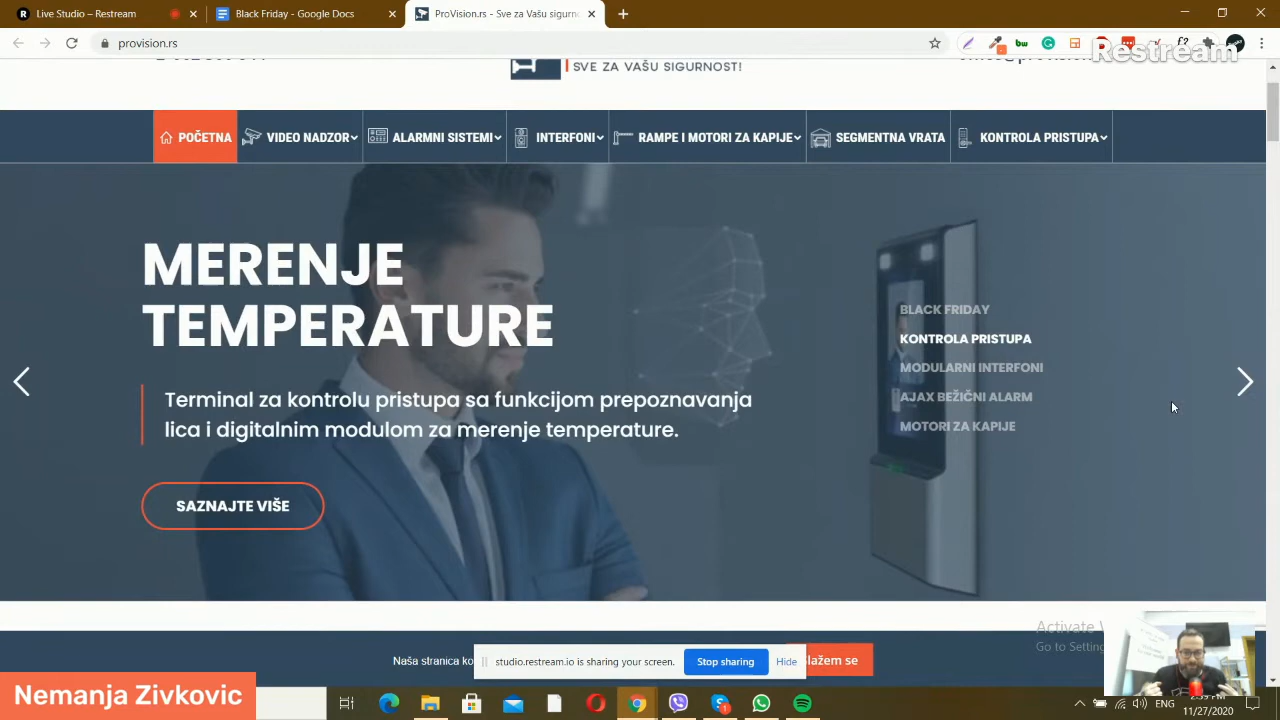 Live Studio – Restream
Black Friday - Google Docs
ProVision.rs - Sve za Vašu sigurn
provision.rs
Restream
SVE ZA VAŠU SIGURNOST!
POČETNA
VIDEO NADZOR
ALARMNI SISTEMI
INTERFONI
RAMPE I MOTORI ZA KAPIJE
SEGMENTNA VRATA
KONTROLA PRISTUPA
MERENJE
TEMPERATURE
Terminal za kontrolu pristupa sa funkcijom prepoznavanja
lica i digitalnim modulom za merenje temperature.
SAZNAJTE VIŠE
BLACK FRIDAY
KONTROLA PRISTUPA
MODULARNI INTERFONI
AJAX BEŽIČNI ALARM
MOTORI ZA KAPIJE
Activate
Go to Setting
Naša stranica ko
studio.restream.io is sharing your screen.
Stop sharing
Hide
lažem se
Nemanja Zivkovic
ENG
11/27/2020